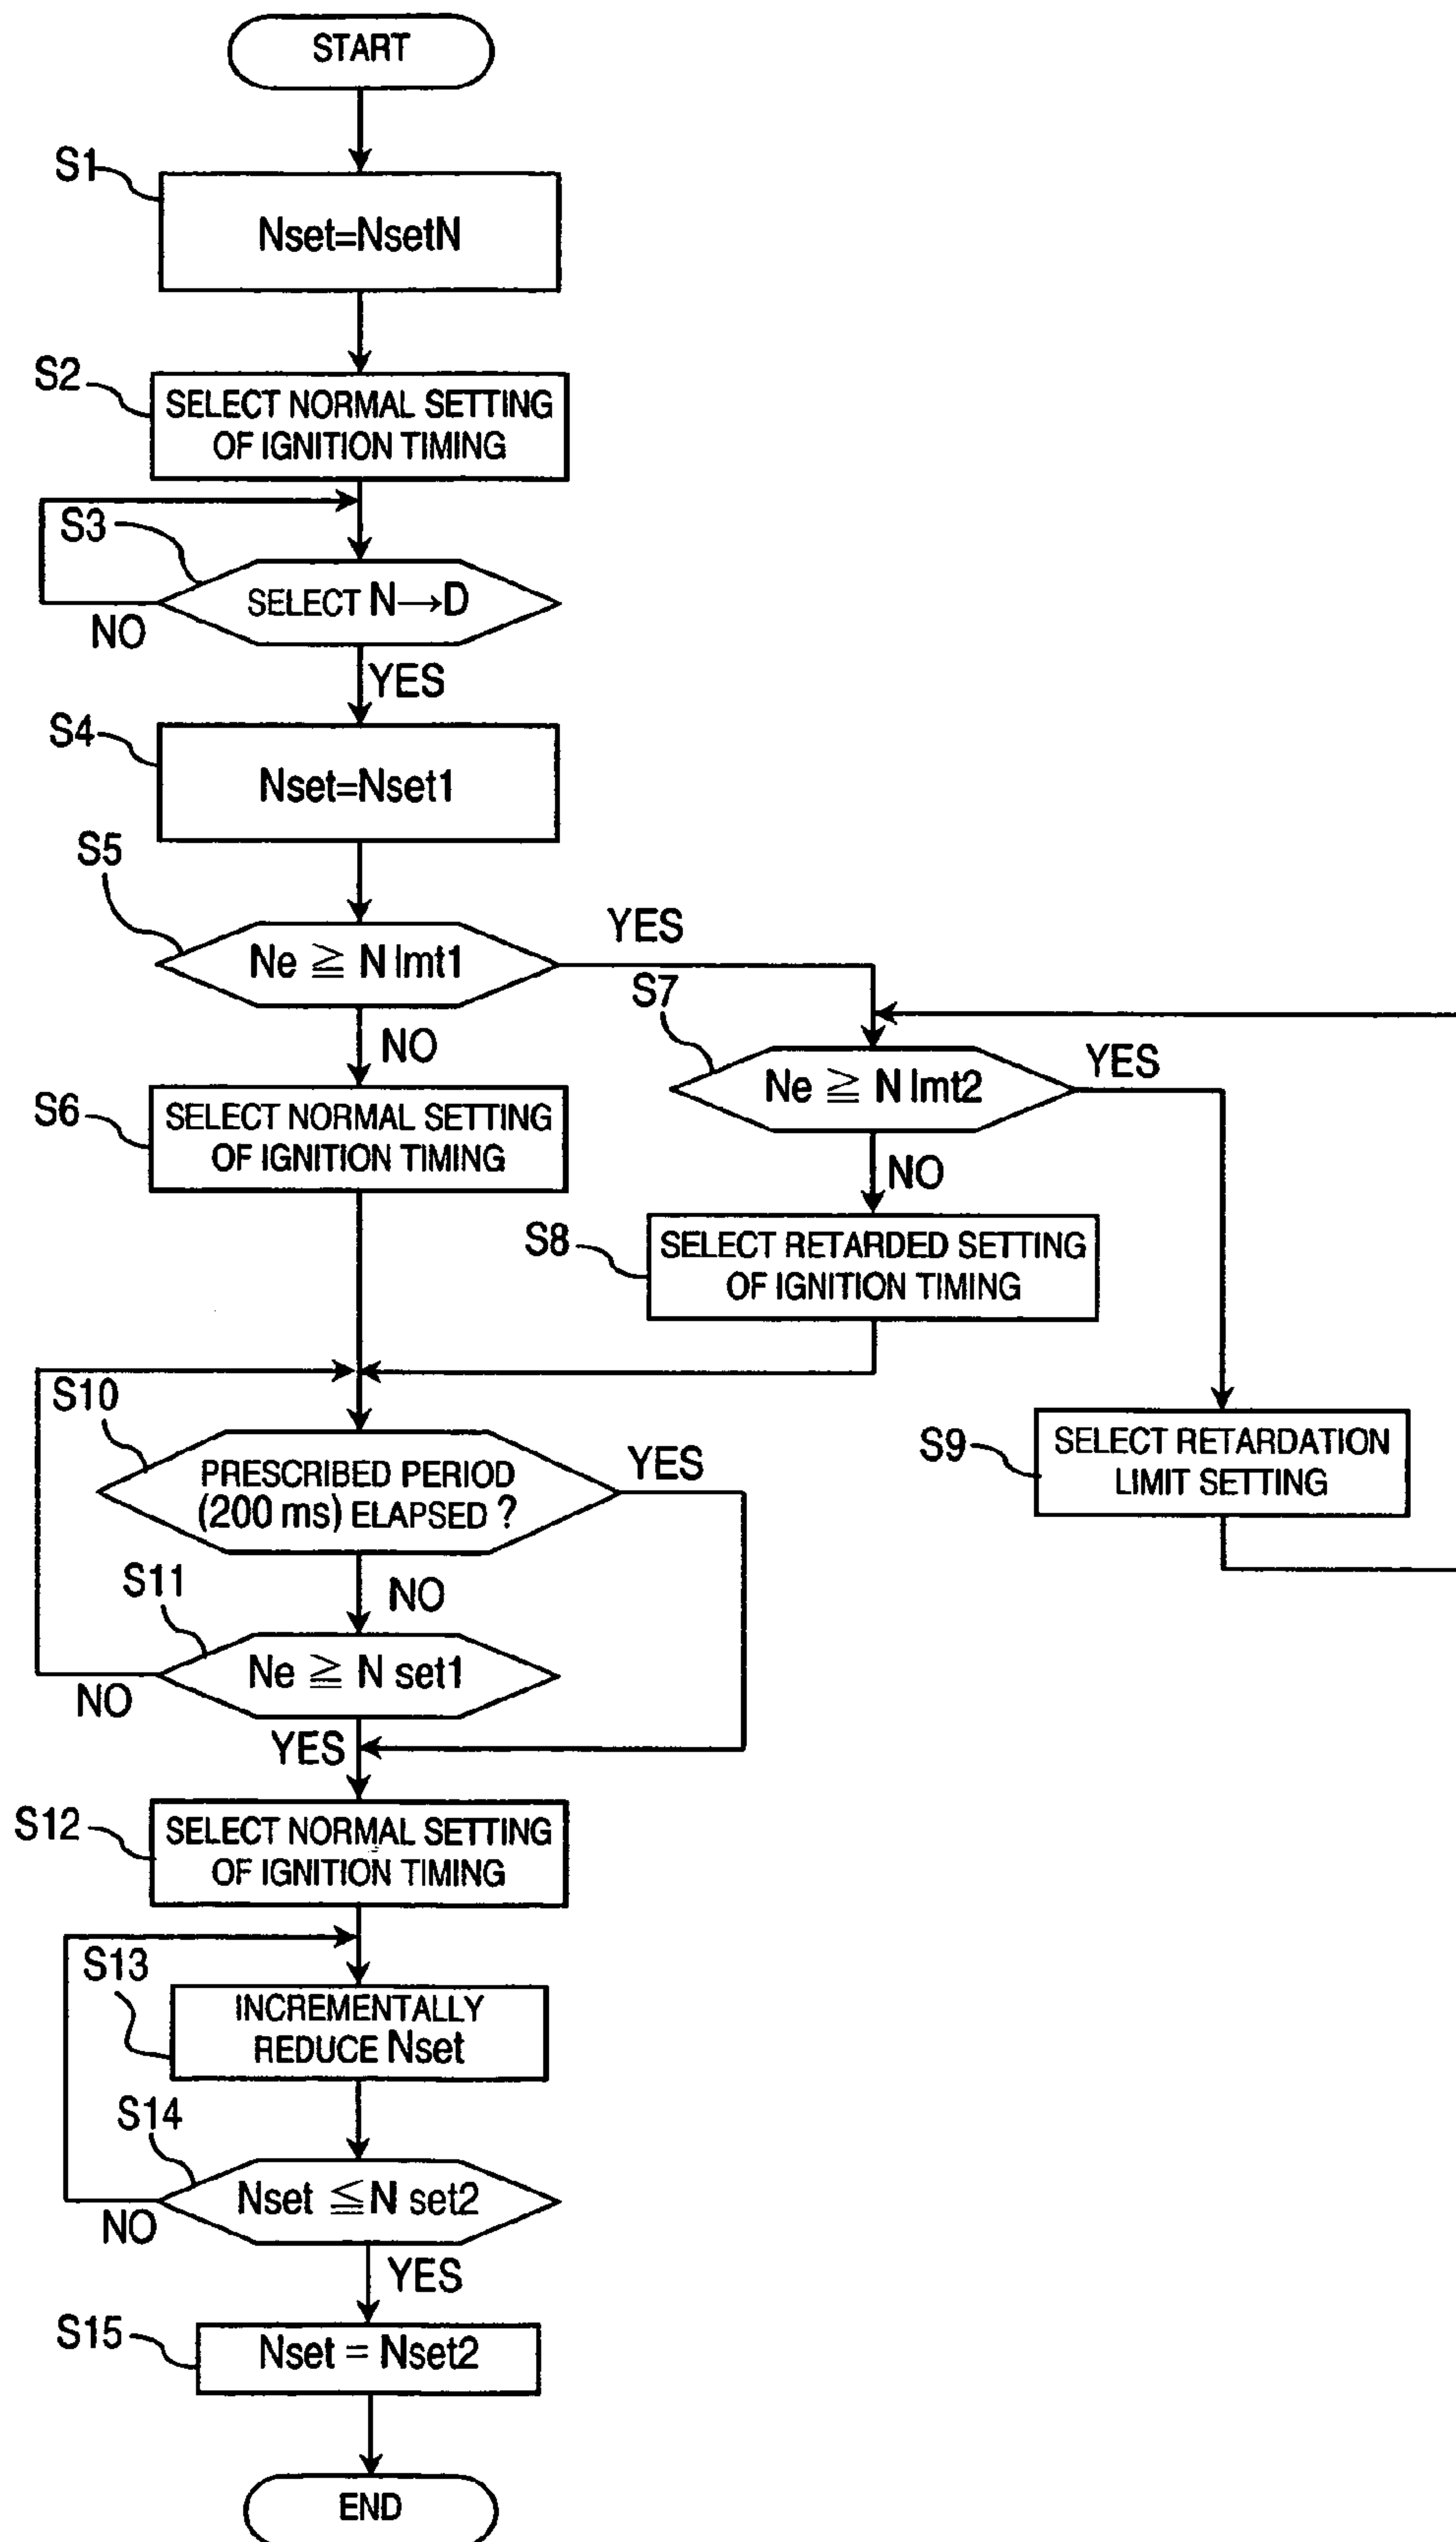 START
S1
Nset=NsetN
S2
SELECT NORMAL SETTING
OF IGNITION TIMING
S3
SELECT N→D
NO
YES
S4
Nset=Nset1
S5
Ne ≧ N lmt1
YES
NO
S6
SELECT NORMAL SETTING
OF IGNITION TIMING
S7
Ne ≧ N lmt2
YES
NO
S8
SELECT RETARDED SETTING
OF IGNITION TIMING
S9
SELECT RETARDATION
LIMIT SETTING
S10
PRESCRIBED PERIOD
(200 ms) ELAPSED ?
YES
NO
S11
Ne ≧ N set1
NO
YES
S12
SELECT NORMAL SETTING
OF IGNITION TIMING
S13
INCREMENTALLY
REDUCE Nset
S14
Nset ≦ N set2
NO
YES
S15
Nset = Nset2
END